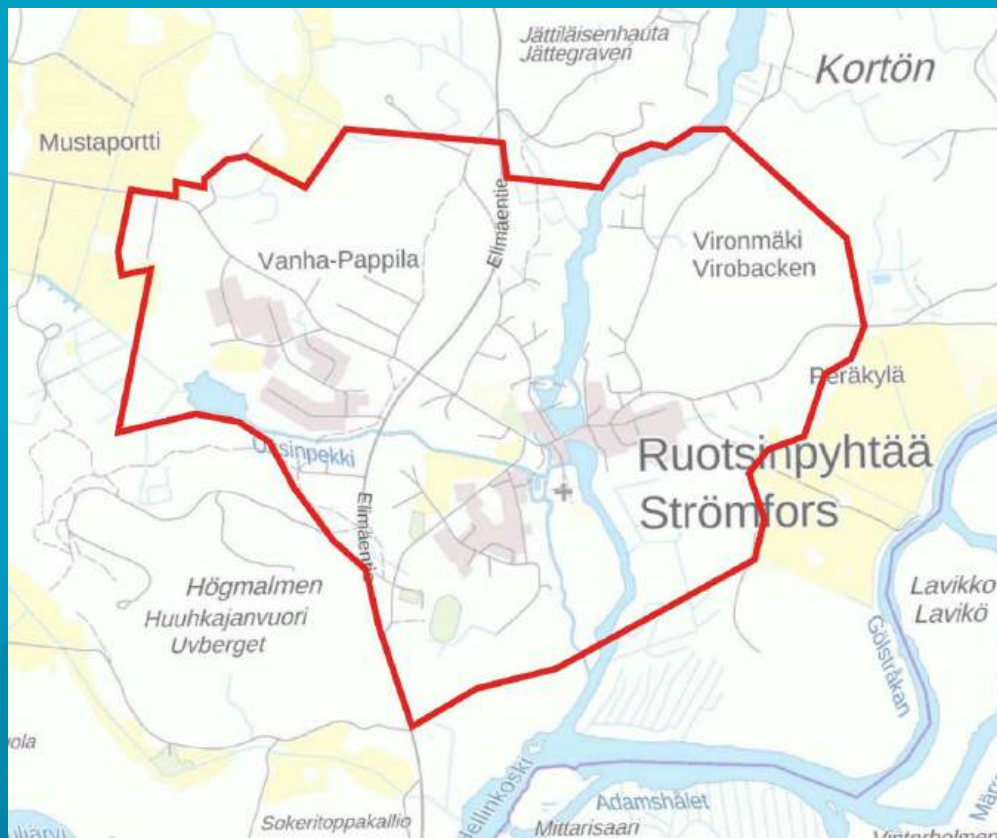 Jättiläisenhauta
Jättegraven
Kortön
Mustaportti
Elimäentie
Vironmäki
Virobacken
Vanha-Pappila
Peräkylä
Ruotsinpyhtää
Strömfors
Elimäentie
Högmalmen
Huuhkajanvuori
Uvberget
Lavikko
Lavikö
Gölstråkan
Adamshålet
Sokeritoppakallio
Mittarisaari